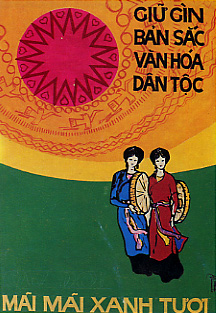 GIỮ GÌN
BẢN SẮC
VĂN HÓA
DÂN TỘC
MÃI MÃI XANH TƯƠI